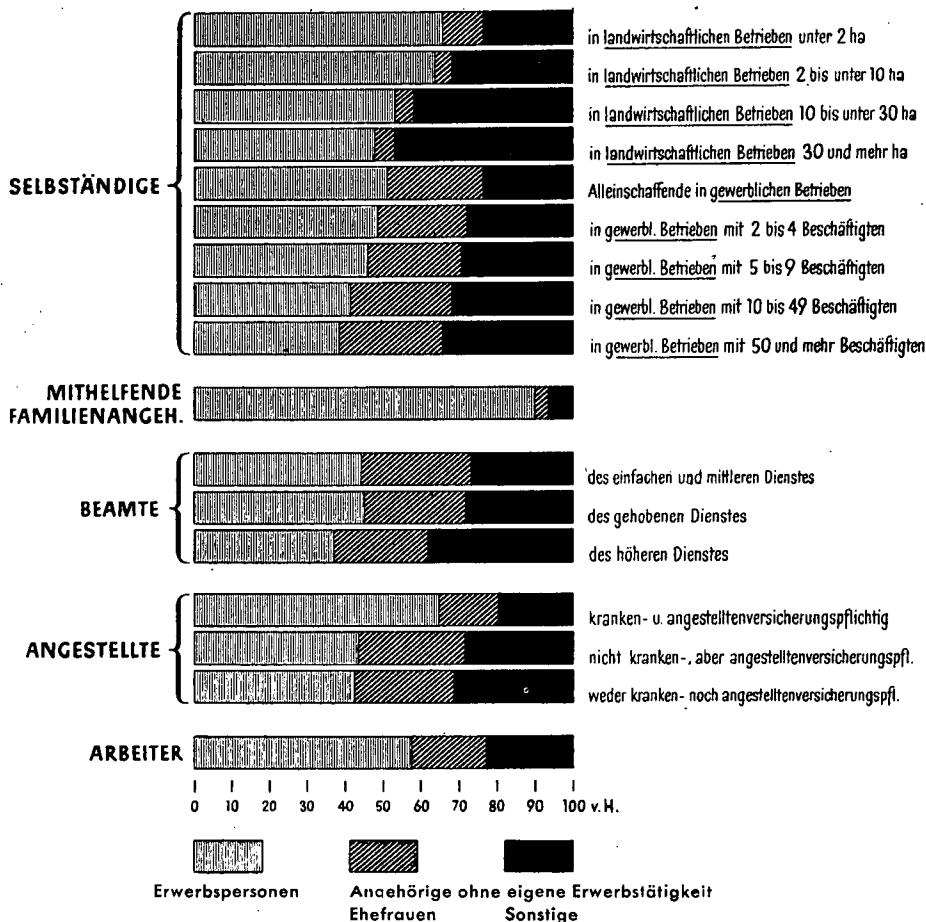 SELBSTÄNDIGE
in landwirtschaftlichen Betrieben unter 2 ha
in landwirtschaftlichen Betrieben 2 bis unter 10 ha
in landwirtschaftlichen Betrieben 10 bis unter 30 ha
in landwirtschaftlichen Betrieben 30 und mehr ha
Alleinschaffende in gewerblichen Betrieben
in gewerbl. Betrieben mit 2 bis 4 Beschäftigten
in gewerbl. Betrieben mit 5 bis 9 Beschäftigten
in gewerbl. Betrieben mit 10 bis 49 Beschäftigten
in gewerbl. Betrieben mit 50 und mehr Beschäftigten
MITHELFENDE
FAMILIENANGEH.
BEAMTE
des einfachen und mittleren Dienstes
des gehobenen Dienstes
des höheren Dienstes
ANGESTELLTE
kranken- u. angestelltenversicherungspflichtig
nicht kranken-, aber angestelltenversicherungspfl.
weder kranken- noch angestelltenversicherungspfl.
ARBEITER
0 10 20 30 40 50 60 70 80 90 100 v.H.
Erwerbspersonen Angehörige ohne eigene Erwerbstätigkeit
Ehefrauen Sonstige